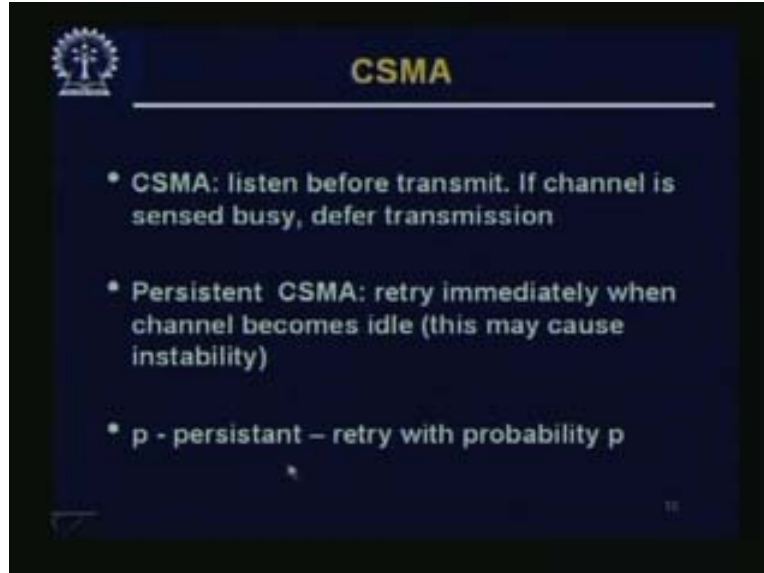 CSMA
• CSMA: listen before transmit. If channel is
sensed busy, defer transmission
• Persistent CSMA: retry immediately when
channel becomes idle (this may cause
instability)
• p - persistant – retry with probability p